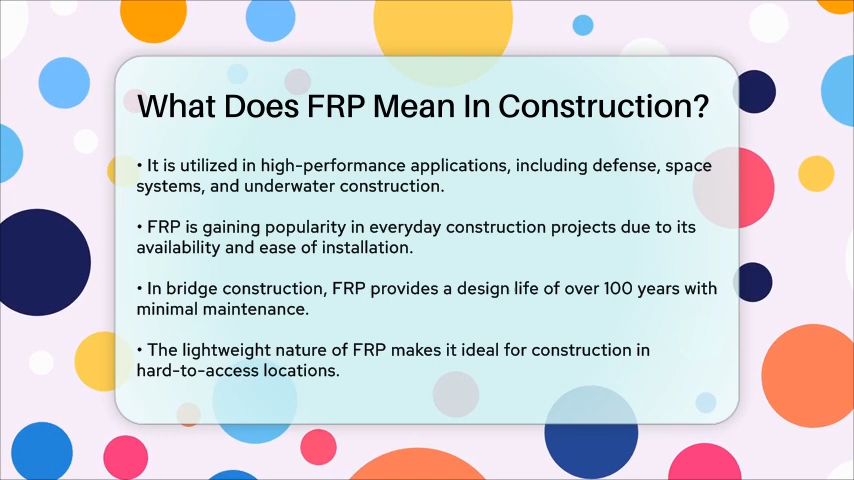 What Does FRP Mean In Construction?
• It is utilized in high-performance applications, including defense, space
systems, and underwater construction.
• FRP is gaining popularity in everyday construction projects due to its
availability and ease of installation.
• In bridge construction, FRP provides a design life of over 100 years with
minimal maintenance.
• The lightweight nature of FRP makes it ideal for construction in
hard-to-access locations.